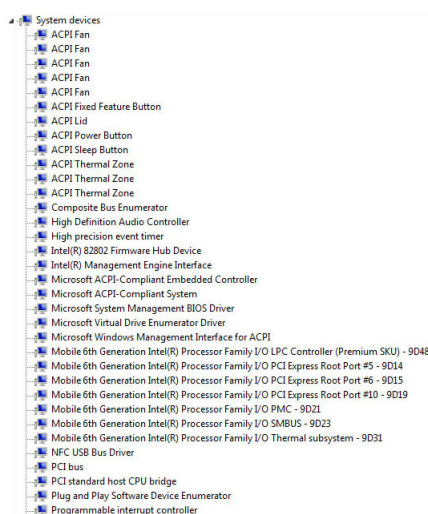 System devices
ACPI Fan
ACPI Fan
ACPI Fan
ACPI Fan
ACPI Fan
ACPI Fixed Feature Button
ACPI Lid
ACPI Power Button
ACPI Sleep Button
ACPI Thermal Zone
ACPI Thermal Zone
ACPI Thermal Zone
Composite Bus Enumerator
High Definition Audio Controller
High precision event timer
Intel(R) 82802 Firmware Hub Device
Intel(R) Management Engine Interface
Microsoft ACPI-Compliant Embedded Controller
Microsoft ACPI-Compliant System
Microsoft System Management BIOS Driver
Microsoft Virtual Drive Enumerator Driver
Microsoft Windows Management Interface for ACPI
Mobile 6th Generation Intel(R) Processor Family I/O LPC Controller (Premium SKU) - 9D48
Mobile 6th Generation Intel(R) Processor Family I/O PCI Express Root Port #5 - 9D14
Mobile 6th Generation Intel(R) Processor Family I/O PCI Express Root Port #6 - 9D15
Mobile 6th Generation Intel(R) Processor Family I/O PCI Express Root Port #10 - 9D19
Mobile 6th Generation Intel(R) Processor Family I/O PMC - 9D21
Mobile 6th Generation Intel(R) Processor Family I/O SMBUS - 9D23
Mobile 6th Generation Intel(R) Processor Family I/O Thermal subsystem - 9D31
NFC USB Bus Driver
PCI bus
PCI standard host CPU bridge
Plug and Play Software Device Enumerator
Programmable interrupt controller